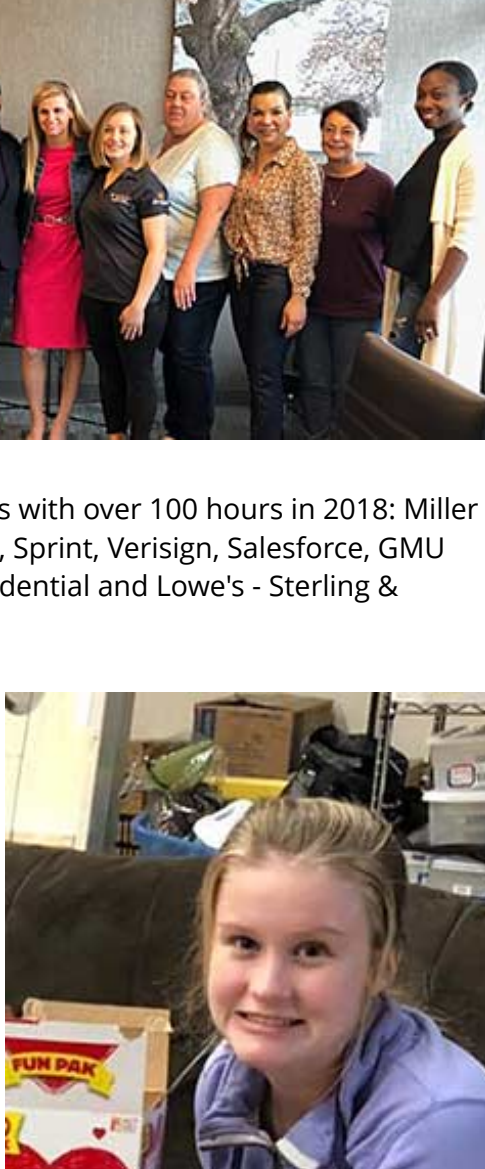 s with over 100 hours in 2018: Miller
, Sprint, Verisign, Salesforce, GMU
dential and Lowe's - Sterling &
FUN PAK